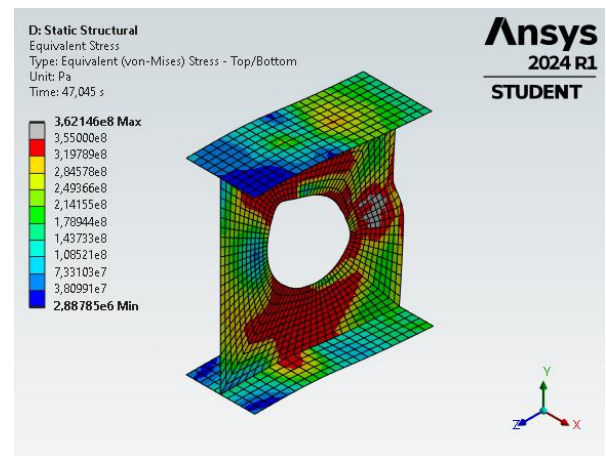 D: Static Structural
Equivalent Stress
Type: Equivalent (von-Mises) Stress - Top/Bottom
Unit: Pa
Time: 47,045 s
3,62146e8 Max
3,55000e8
3,19789e8
2,84578e8
2,49366e8
2,14155e8
1,78944e8
1,43733e8
1,08521e8
7,33103e7
3,80991e7
2,88785e6 Min
Ansys
2024 R1
STUDENT
Y
Z
X